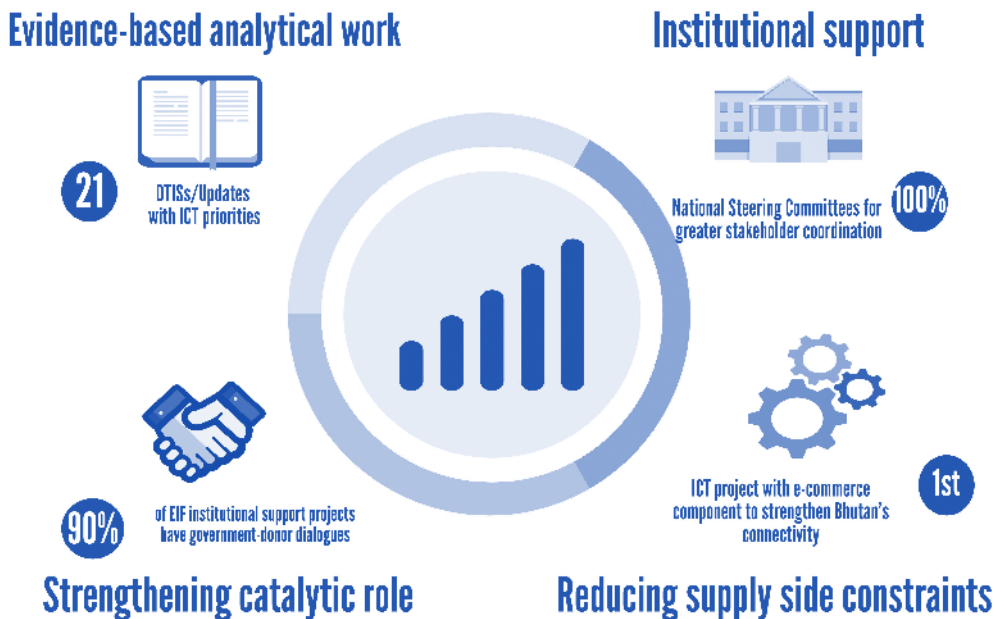 Evidence-based analytical work
21
DTISs/Updates
with ICT priorities
Institutional support
National Steering Committees for
greater stakeholder coordination
100%
90%
of EIF institutional support projects
have government-donor dialogues
Strengthening catalytic role
ICT project with e-commerce
component to strengthen Bhutan's
connectivity
1st
Reducing supply side constraints